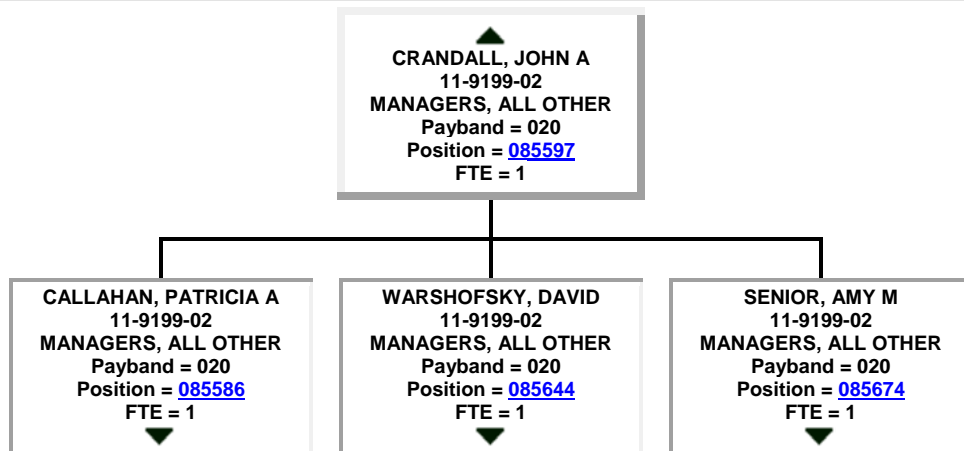 CRANDALL, JOHN A
11-9199-02
MANAGERS, ALL OTHER
Payband = 020
Position = 085597
FTE = 1
CALLAHAN, PATRICIA A
11-9199-02
MANAGERS, ALL OTHER
Payband = 020
Position = 085586
FTE = 1
WARSHOFSKY, DAVID
11-9199-02
MANAGERS, ALL OTHER
Payband = 020
Position = 085644
FTE = 1
SENIOR, AMY M
11-9199-02
MANAGERS, ALL OTHER
Payband = 020
Position = 085674
FTE = 1